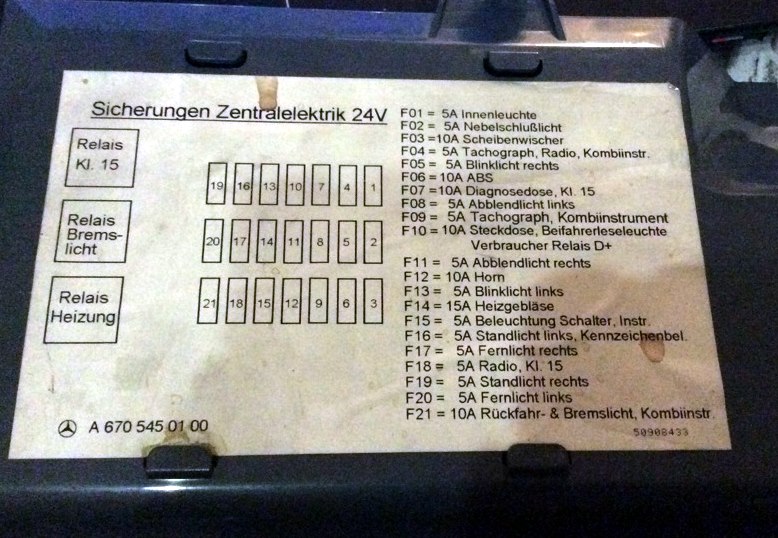 Sicherungen Zentralelektrik 24V
Relais
Kl. 15
Relais
Brems-
licht
Relais
Heizung
19 16 13 10 7 4 1
20 17 14 11 8 5 2
21 18 15 12 9 6 3
A 670 545 01 00
F01 = 5A Innenleuchte
F02 = 5A Nebelschlußlicht
F03 =10A Scheibenwischer
F04 = 5A Tachograph, Radio, Kombiinstr.
F05 = 5A Blinklicht rechts
F06 =10A ABS
F07 =10A Diagnosedose, Kl. 15
F08 = 5A Abblendlicht links
F09 = 5A Tachograph, Kombiinstrument
F10 =10A Steckdose, Beifahrerleseleuchte
Verbraucher Relais D+
F11 = 5A Abblendlicht rechts
F12 =10A Horn
F13 = 5A Blinklicht links
F14 =15A Heizgebläse
F15 = 5A Beleuchtung Schalter, Instr.
F16 = 5A Standlicht links, Kennzeichenbel.
F17 = 5A Fernlicht rechts
F18 = 5A Radio, Kl. 15
F19 = 5A Standlicht rechts
F20 = 5A Fernlicht links
F21 = 10A Rückfahr- & Bremslicht, Kombiinstr.
50908433